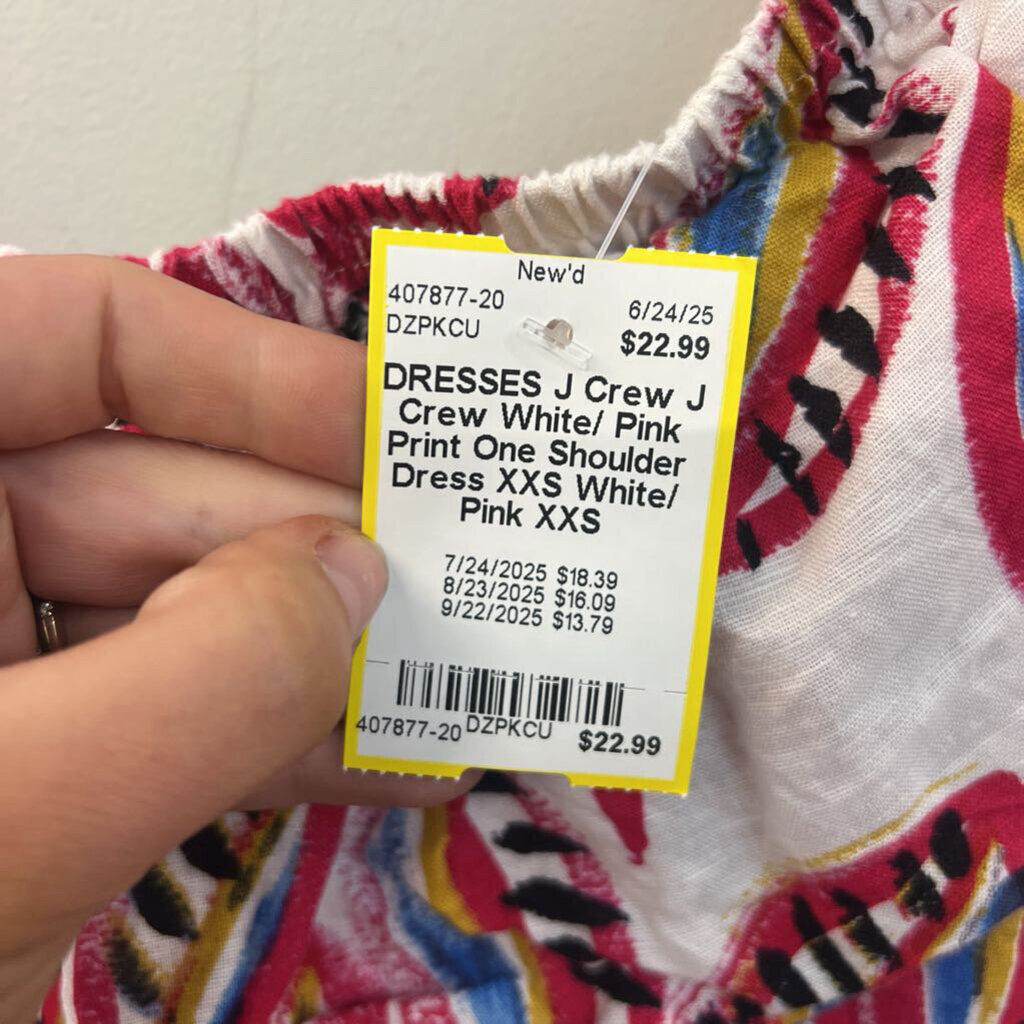 New'd
407877-20 6/24/25
DZPKCU $22.99
DRESSES J Crew J
Crew White/ Pink
Print One Shoulder
Dress XXS White/
Pink XXS
7/24/2025 $18.39
8/23/2025 $16.09
9/22/2025 $13.79
407877-20 DZPKCU $22.99